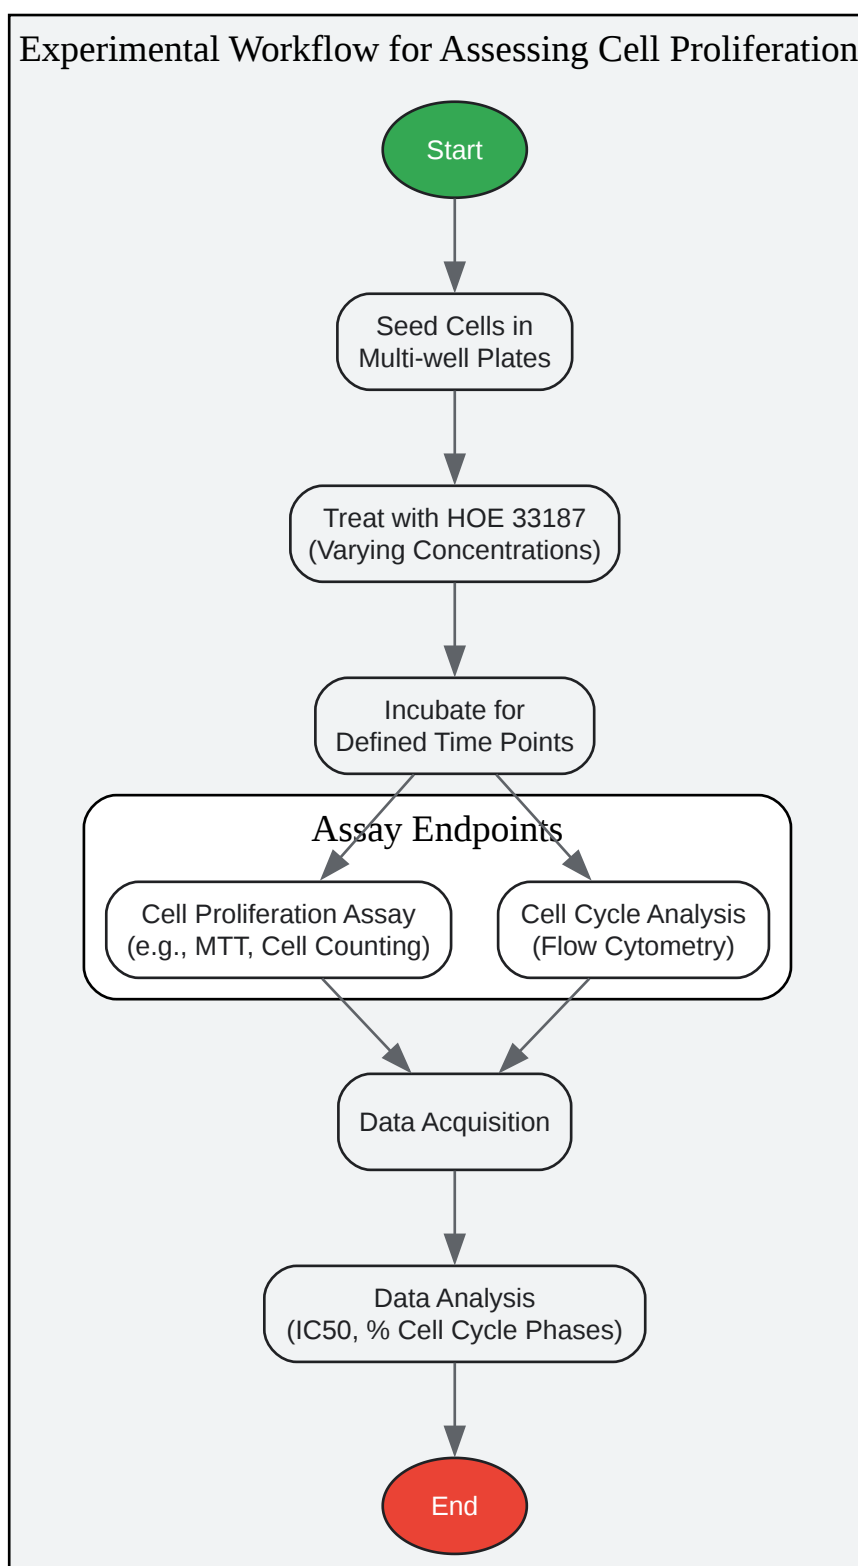 Experimental Workflow for Assessing Cell Proliferation
Start
Seed Cells in
Multi-well Plates
Treat with HOE 33187
(Varying Concentrations)
Incubate for
Defined Time Points
Assay Endpoints
Cell Proliferation Assay
(e.g., MTT, Cell Counting)
Cell Cycle Analysis
(Flow Cytometry)
Data Acquisition
Data Analysis
(IC50, % Cell Cycle Phases)
End